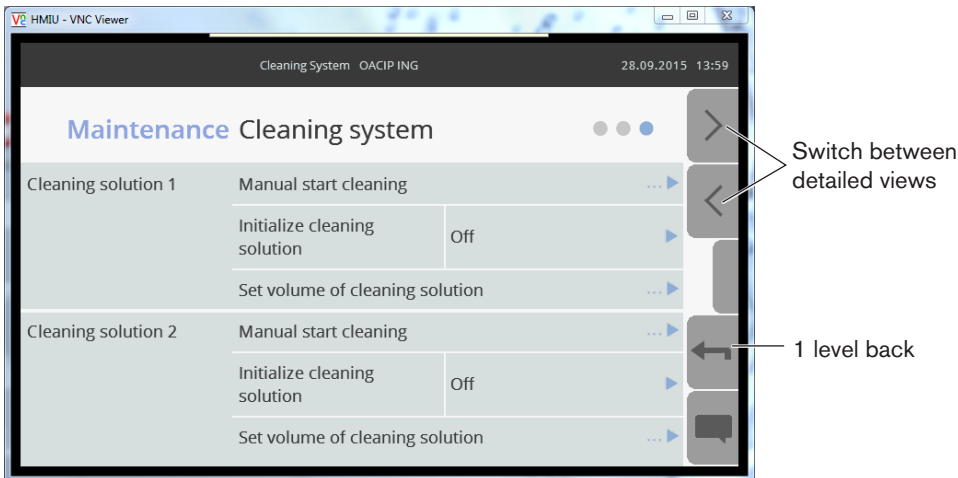 HMIU - VNC Viewer
Cleaning System OACIP ING 28.09.2015 13:59
Maintenance Cleaning system
Switch between
detailed views
Cleaning solution 1 Manual start cleaning ...
Initialize cleaning
solution Off
Set volume of cleaning solution ...
Cleaning solution 2 Manual start cleaning ...
1 level back
Initialize cleaning
solution Off
Set volume of cleaning solution ...